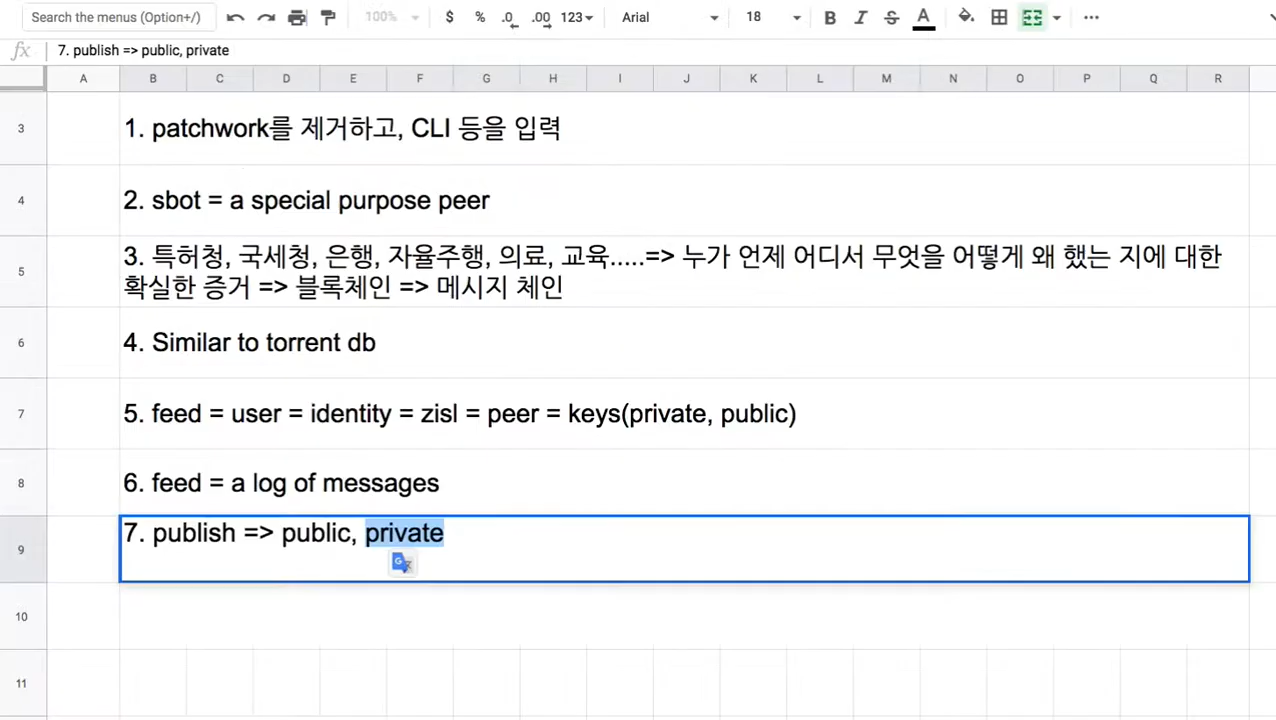 Search the menus (Option+/)
100%
$ % .0 .00 123
Arial
18
B I S A
fx 7. publish => public, private
A B C D E F G H I J K L M N O P Q R
3 1. patchwork를 제거하고, CLI 등을 입력
4 2. sbot = a special purpose peer
5 3. 특허청, 국세청, 은행, 자율주행, 의료, 교육.....=> 누가 언제 어디서 무엇을 어떻게 왜 했는 지에 대한
확실한 증거 => 블록체인 => 메시지 체인
6 4. Similar to torrent db
7 5. feed = user = identity = zisl = peer = keys(private, public)
8 6. feed = a log of messages
9 7. publish => public, private
10
11